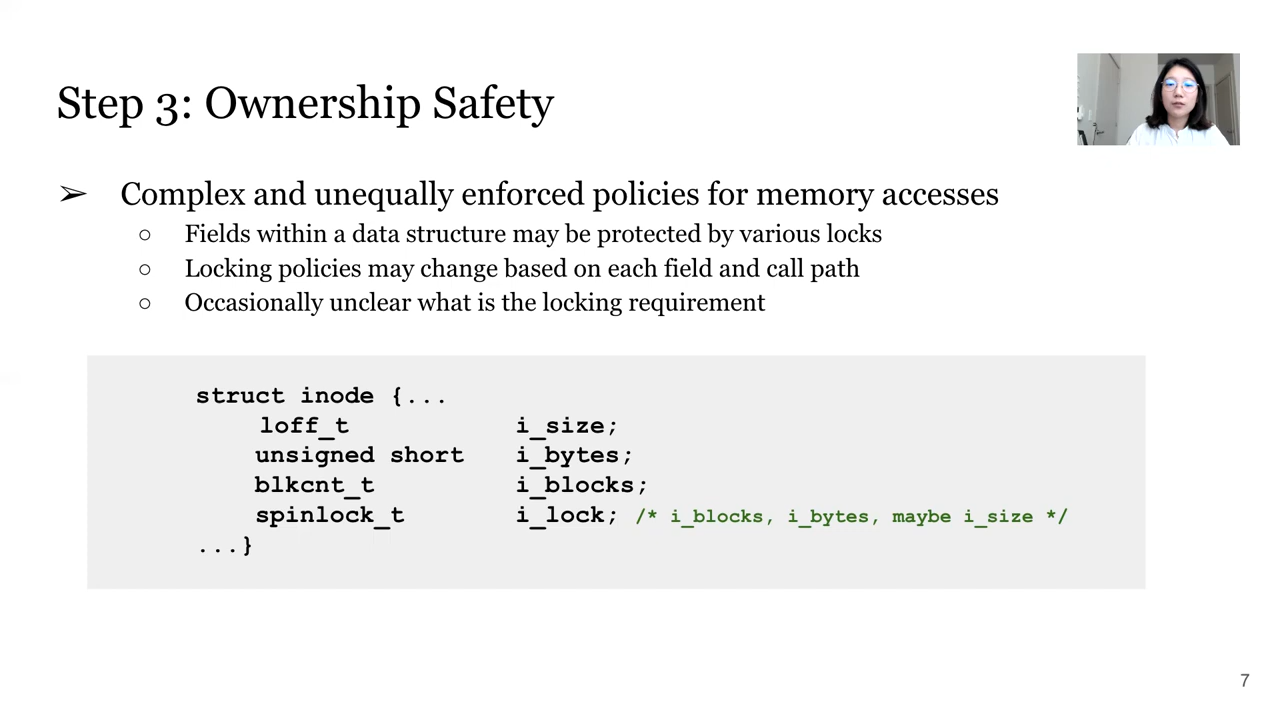 Step 3: Ownership Safety
➢ Complex and unequally enforced policies for memory accesses
○ Fields within a data structure may be protected by various locks
○ Locking policies may change based on each field and call path
○ Occasionally unclear what is the locking requirement
struct inode {...
loff_t i_size;
unsigned short i_bytes;
blkcnt_t i_blocks;
spinlock_t i_lock; /* i_blocks, i_bytes, maybe i_size */
...}
7